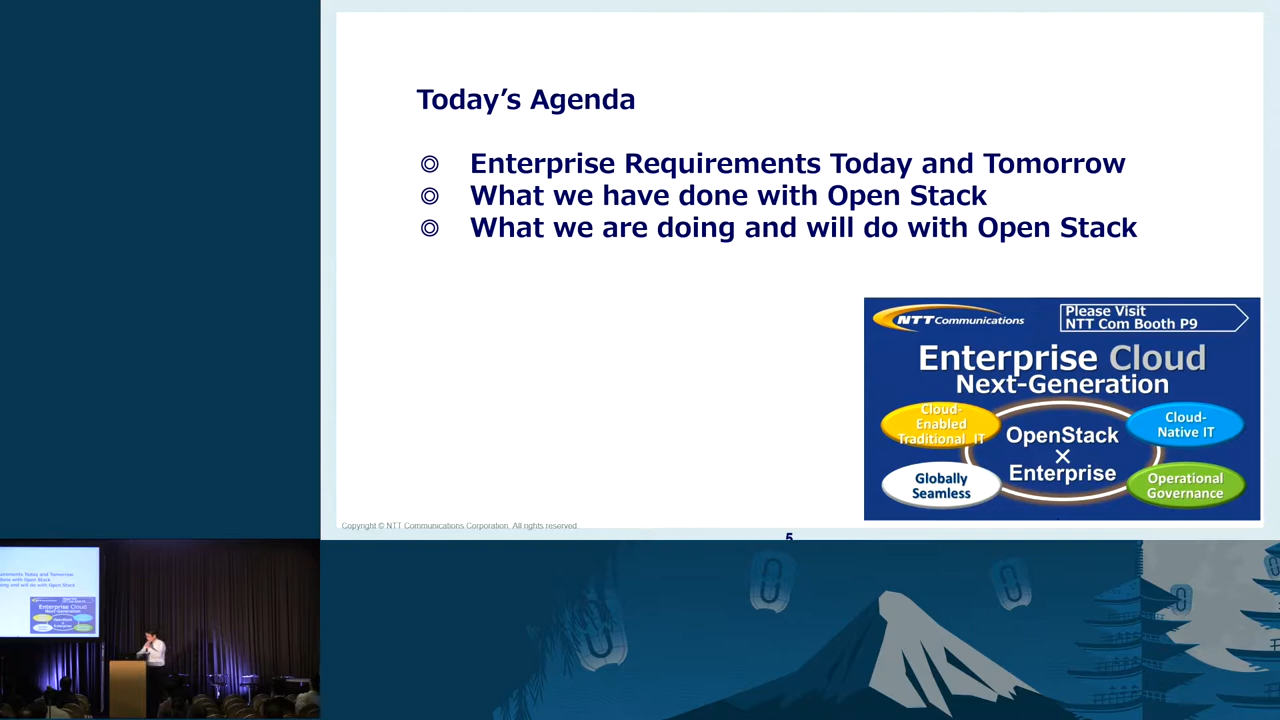 Today's Agenda
◎ Enterprise Requirements Today and Tomorrow
◎ What we have done with Open Stack
◎ What we are doing and will do with Open Stack
NTT Communications
Please Visit
NTT Com Booth P9
Enterprise Cloud
Next-Generation
Cloud-
Enabled
Traditional IT
Cloud-
Native IT
OpenStack
×
Enterprise
Globally
Seamless
Operational
Governance
Copyright © NTT Communications Corporation. All rights reserved.
5